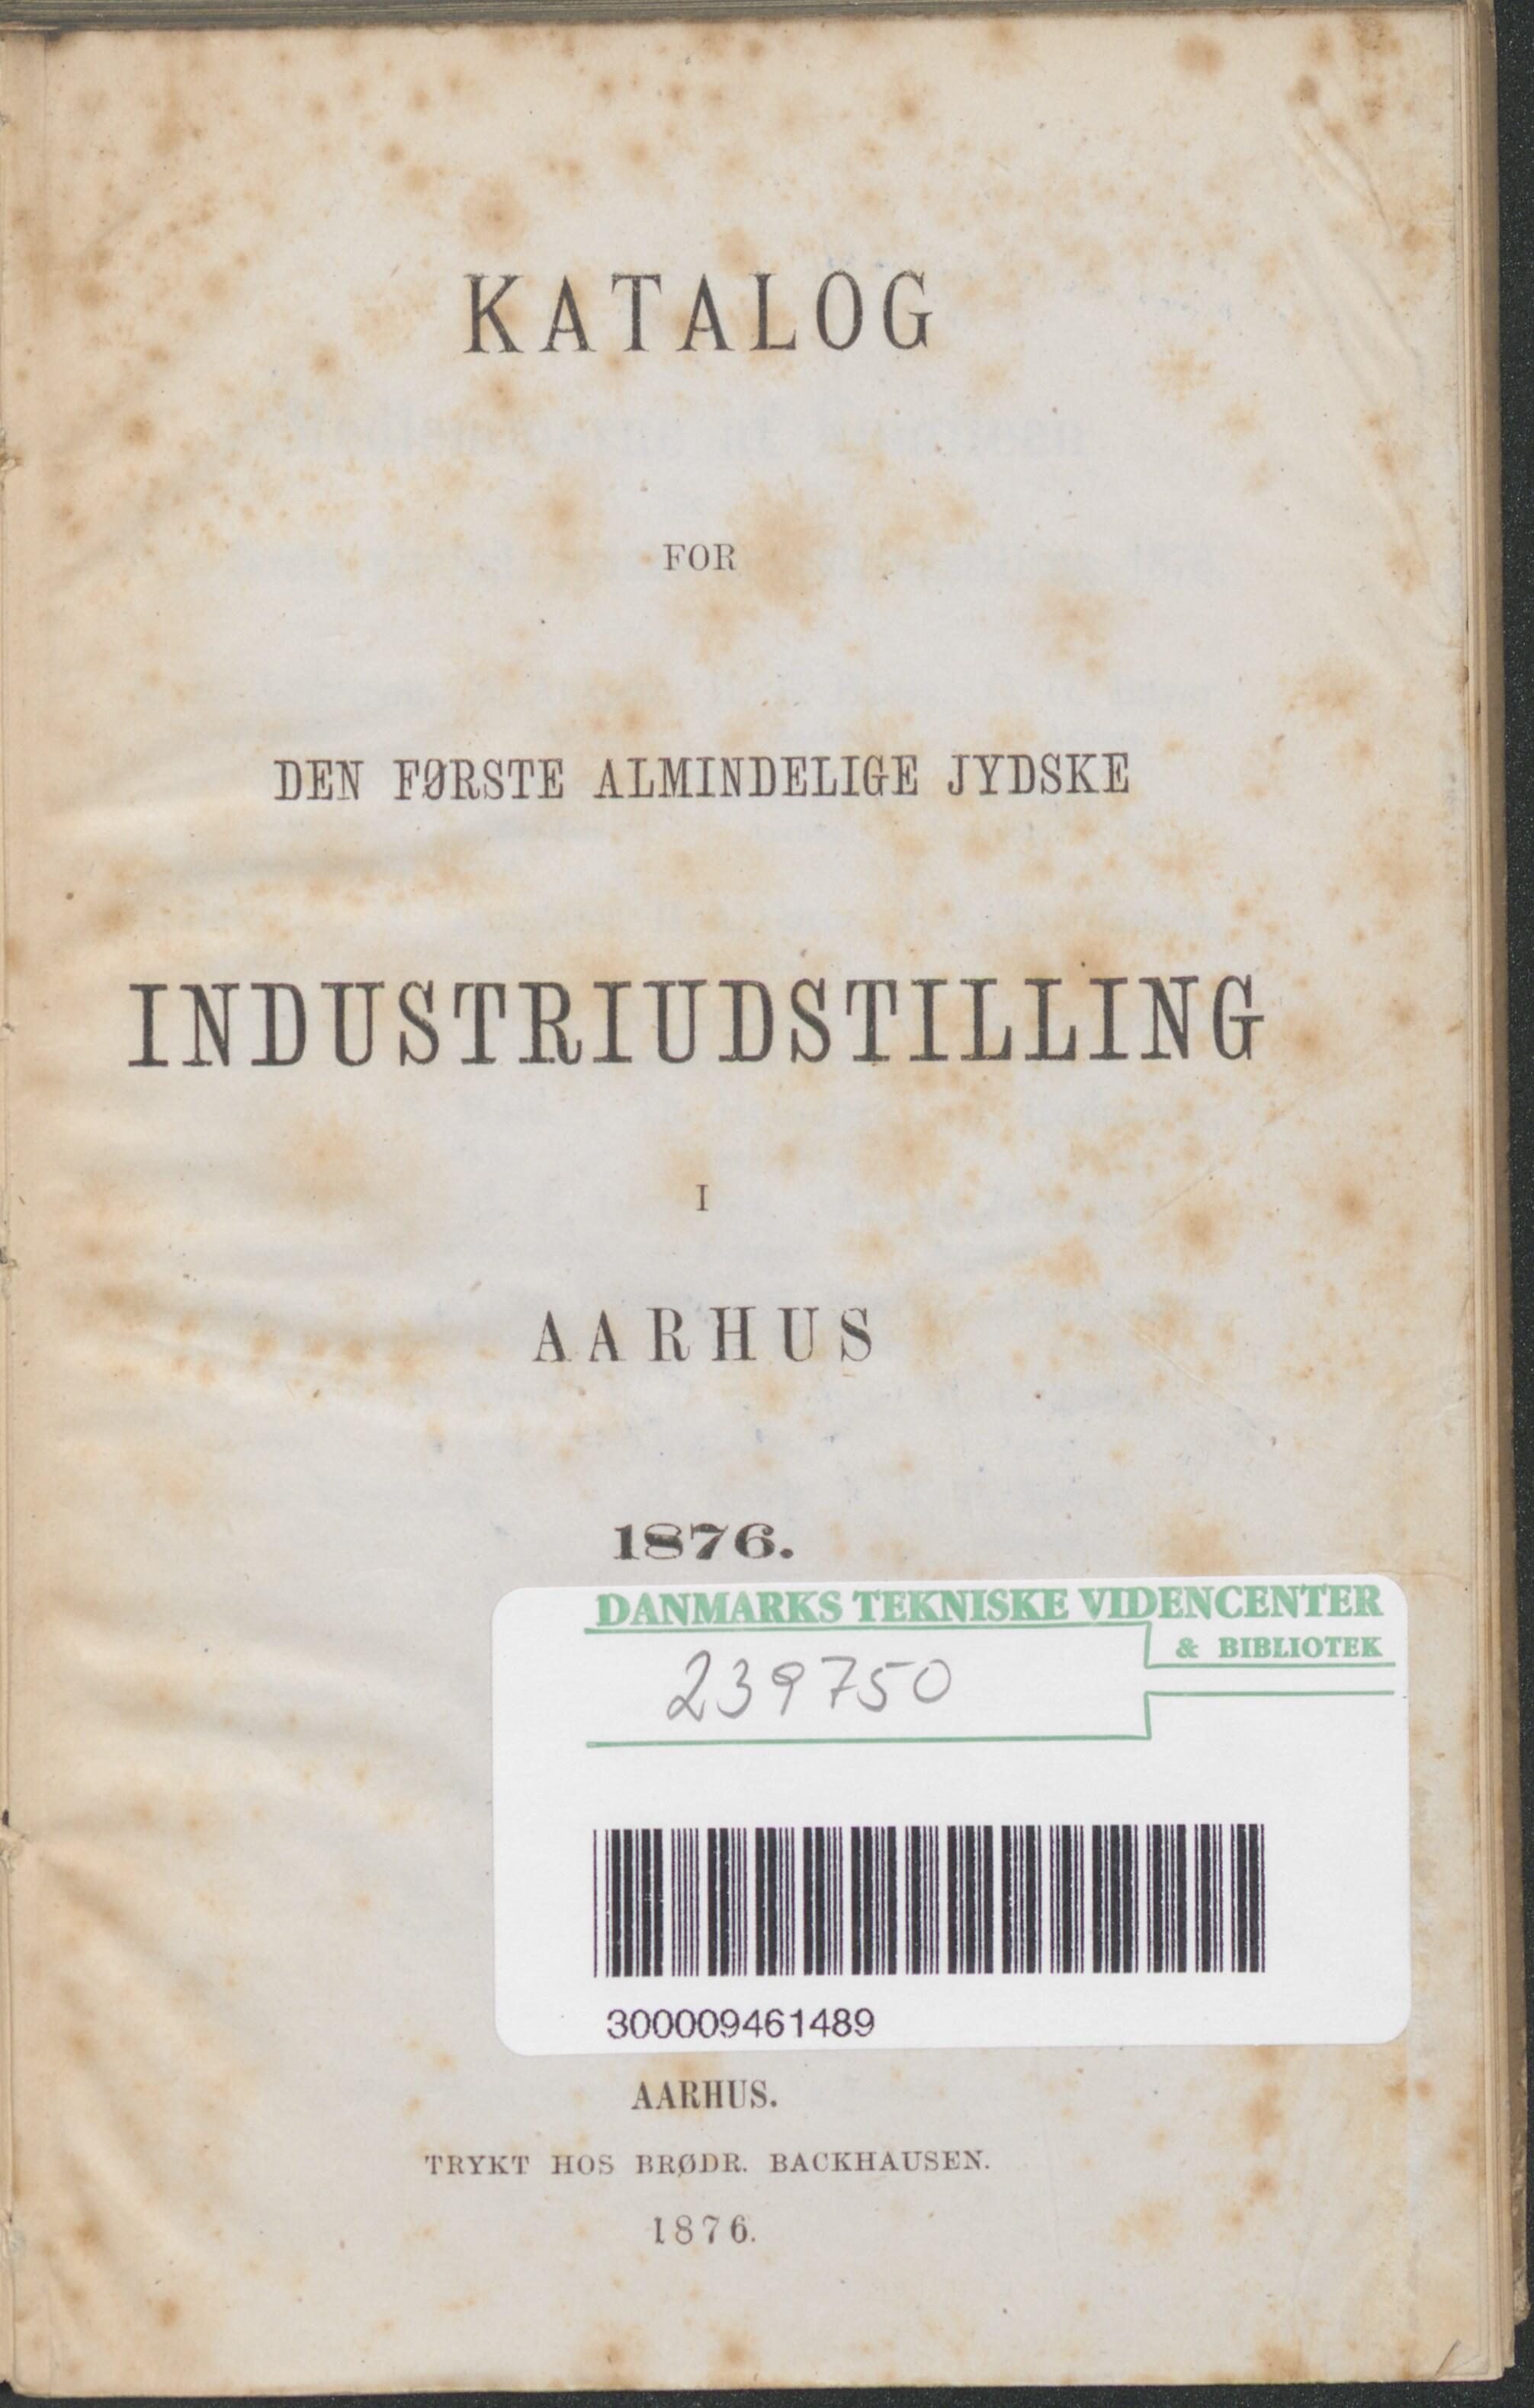 KATALOG
FOR
DEN FØRSTE ALMINDELIGE JYDSKE
INDUSTRIUDSTILLING
I
AARHUS
1876.
DANMARKS TEKNISKE VIDENCENTER
& BIBLIOTEK
239750
300009461489
AARHUS.
TRYKT HOS BRØDR. BACKHAUSEN.
1876.